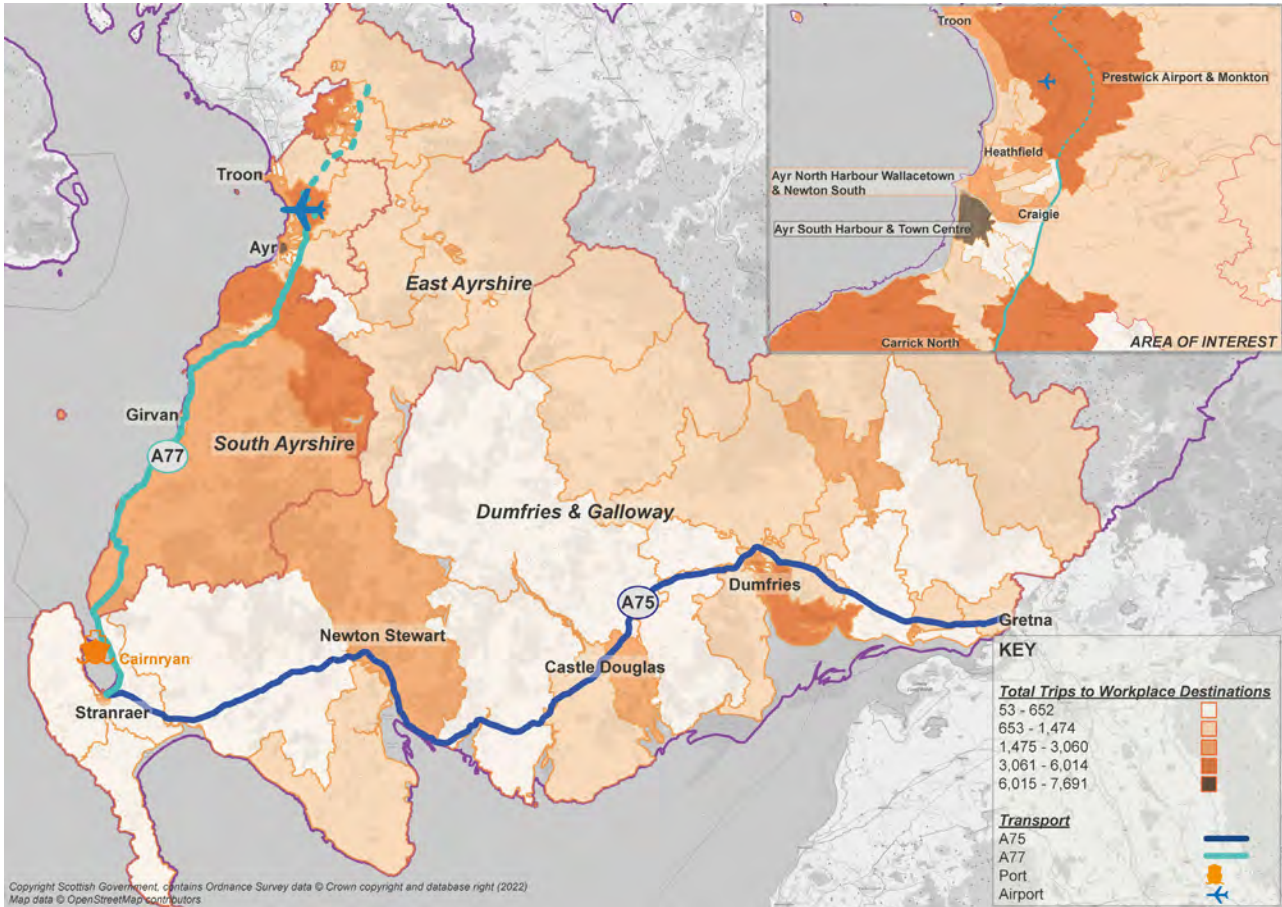 Troon
Ayr
East Ayrshire
Girvan
A77
South Ayrshire
Dumfries & Galloway
A75
Dumfries
Newton Stewart
Castle Douglas
Gretna
Cairnryan
Stranraer
Troon
Prestwick Airport & Monkton
Heathfield
Ayr North Harbour Wallacetown
& Newton South
Craigie
Ayr South Harbour & Town Centre
Carrick North
AREA OF INTEREST
KEY
Total Trips to Workplace Destinations
53 - 652
653 - 1,474
1,475 - 3,060
3,061 - 6,014
6,015 - 7,691
Transport
A75
A77
Port
Airport
Copyright Scottish Government, contains Ordnance Survey data © Crown copyright and database right (2022)
Map data © OpenStreetMap contributors